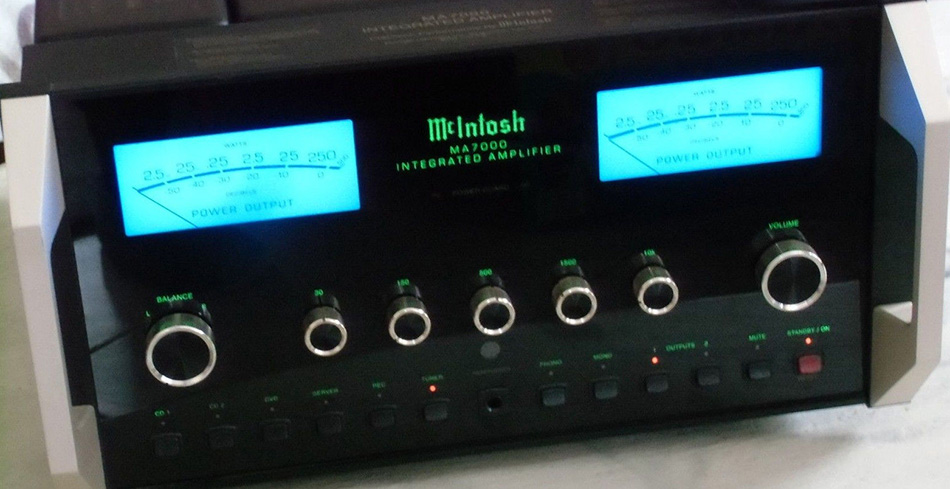 INTEGRATED AMPLIFIER
McIntosh
MA7000
INTEGRATED AMPLIFIER
WATTS
2.5 .25 .25 2.5 25 250
50 40 30 20 10 0
DECIBELS
POWER OUTPUT
WATTS
2.5 .25 .25 2.5 25 250
50 40 30 20 10 0
DECIBELS
POWER OUTPUT
BALANCE
L R
30
150
500
1500
10k
VOLUME
CD 1
CD 2
DVD
SERVER
REC
TUNER
PHONO
MONO
1 OUTPUTS 2
MUTE
STANDBY / ON